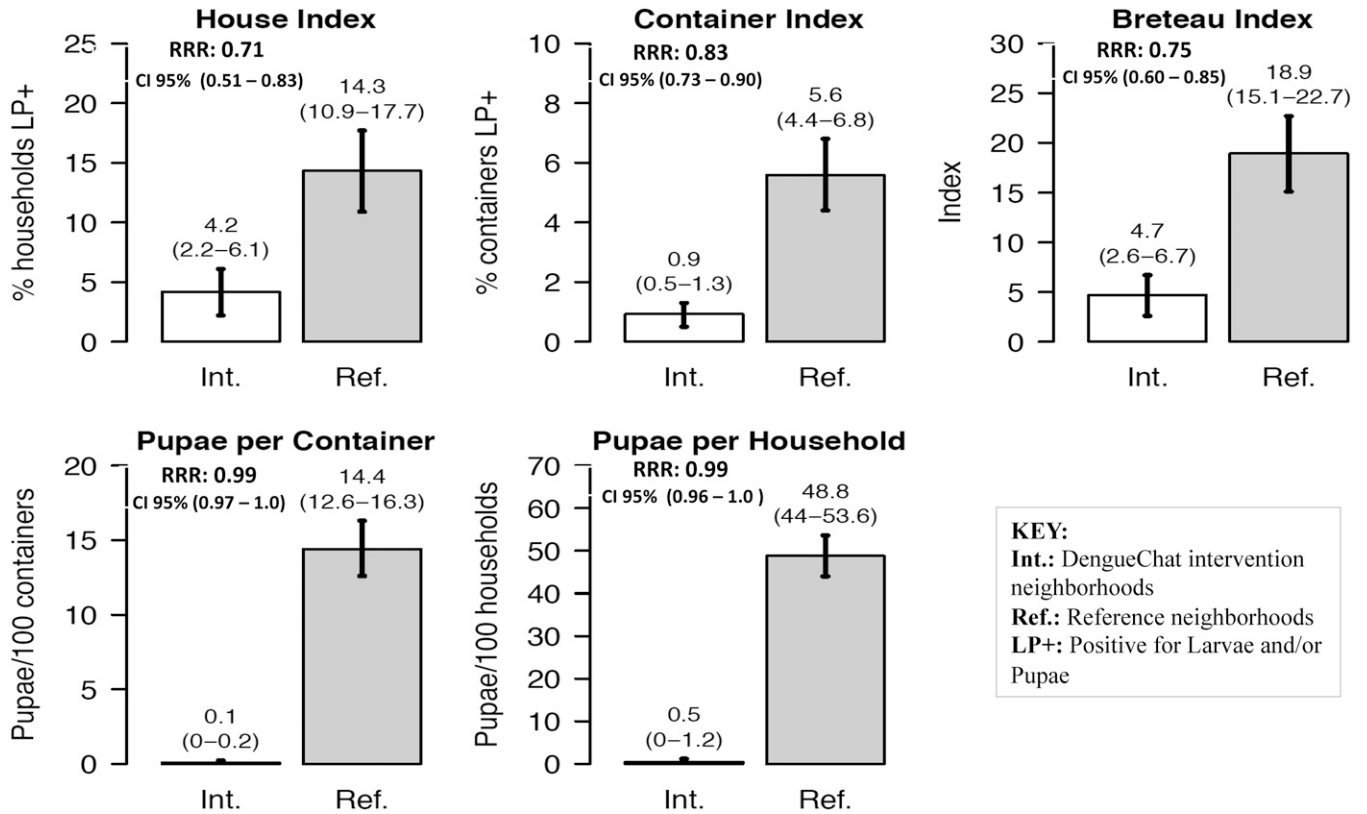 House Index
RRR: 0.71
CI 95% (0.51 – 0.83)
% households LP+
25
20
15
10
5
0
4.2
(2.2–6.1)
14.3
(10.9–17.7)
Int.
Ref.
Container Index
RRR: 0.83
CI 95% (0.73 – 0.90)
% containers LP+
10
8
6
4
2
0
0.9
(0.5–1.3)
5.6
(4.4–6.8)
Int.
Ref.
Breteau Index
RRR: 0.75
CI 95% (0.60 – 0.85)
Index
30
25
20
15
10
5
0
4.7
(2.6–6.7)
18.9
(15.1–22.7)
Int.
Ref.
Pupae per Container
RRR: 0.99
CI 95% (0.97 – 1.0)
Pupae/100 containers
20
15
10
5
0
0.1
(0–0.2)
14.4
(12.6–16.3)
Int.
Ref.
Pupae per Household
RRR: 0.99
CI 95% (0.96 – 1.0 )
Pupae/100 households
70
60
50
40
30
20
10
0
0.5
(0–1.2)
48.8
(44–53.6)
Int.
Ref.
KEY:
Int.: DengueChat intervention
neighborhoods
Ref.: Reference neighborhoods
LP+: Positive for Larvae and/or
Pupae